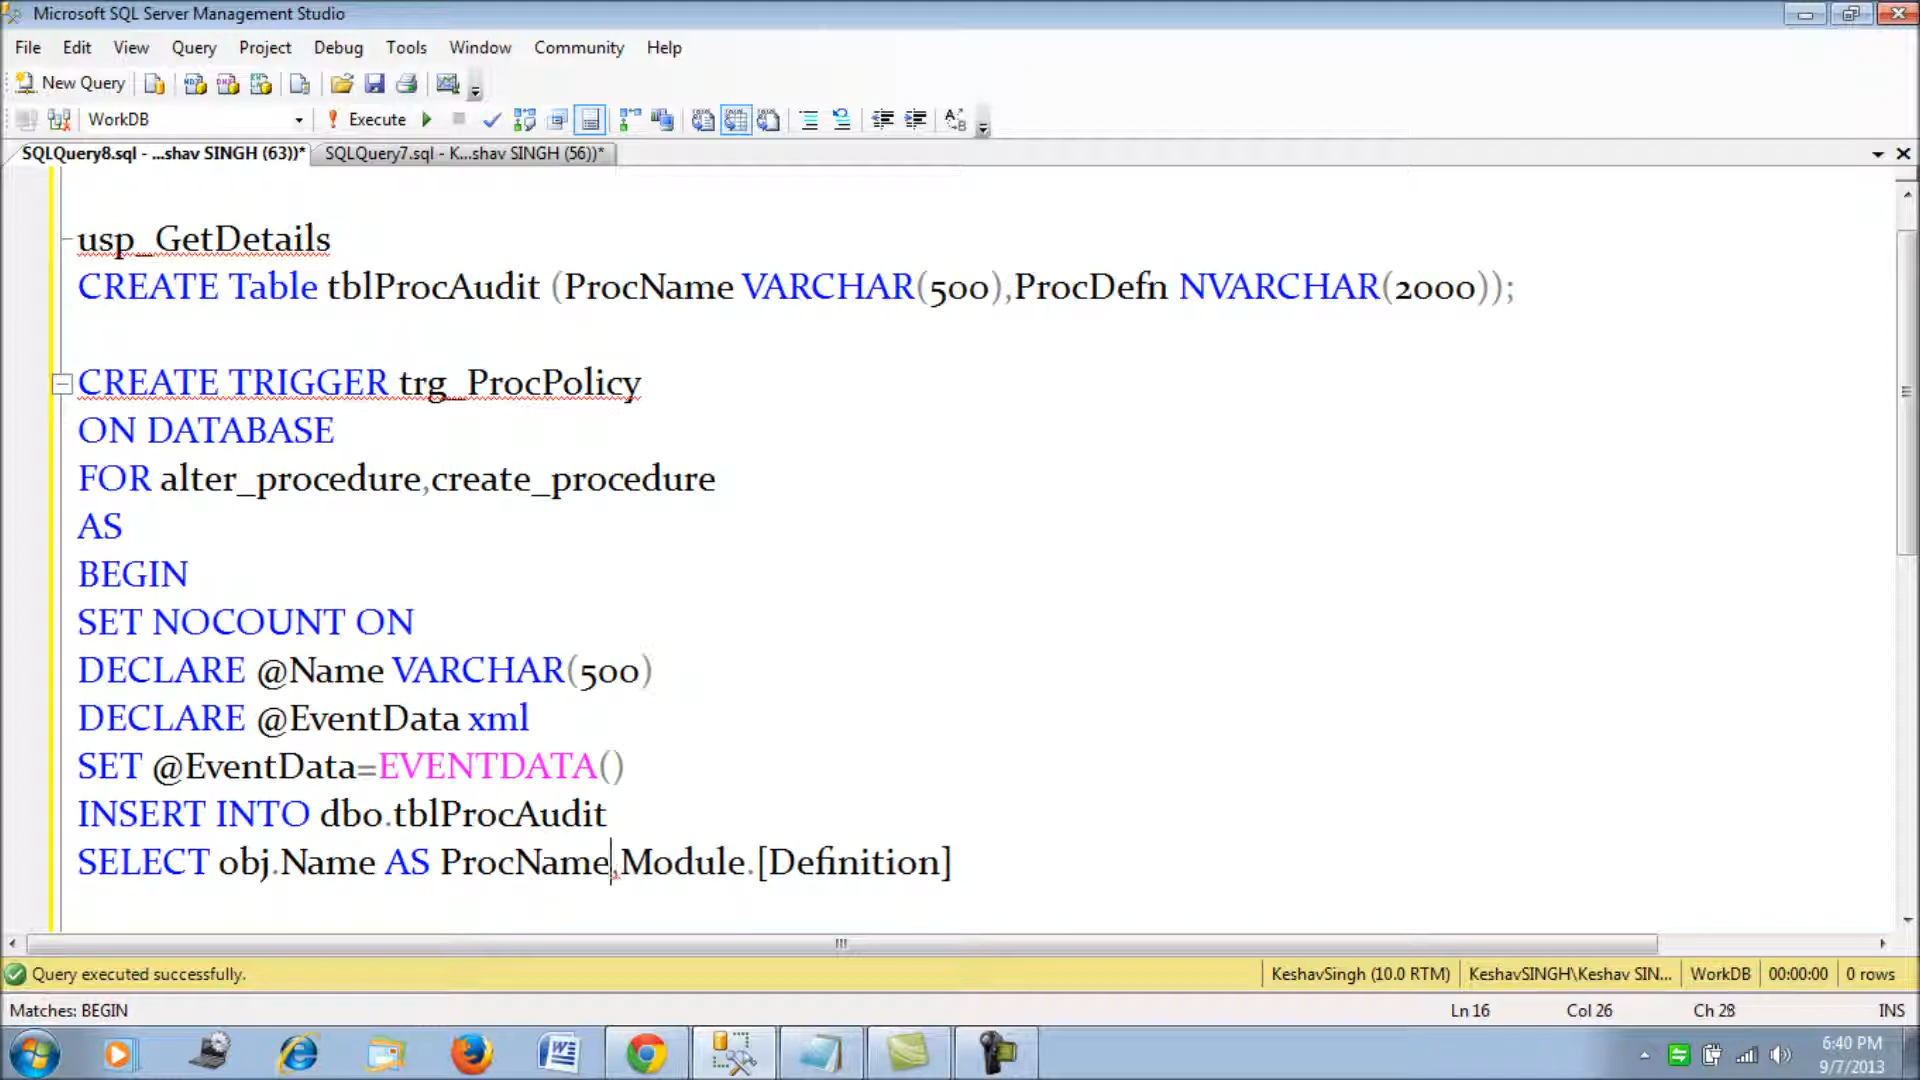 Microsoft SQL Server Management Studio
File Edit View Query Project Debug Tools Window Community Help
New Query
WorkDB Execute
SQLQuery8.sql - ...shav SINGH (63))* SQLQuery7.sql - K...shav SINGH (56))*
usp_GetDetails
CREATE Table tblProcAudit (ProcName VARCHAR(500),ProcDefn NVARCHAR(2000));
CREATE TRIGGER trg_ProcPolicy
ON DATABASE
FOR alter_procedure,create_procedure
AS
BEGIN
SET NOCOUNT ON
DECLARE @Name VARCHAR(500)
DECLARE @EventData xml
SET @EventData=EVENTDATA()
INSERT INTO dbo.tblProcAudit
SELECT obj.Name AS ProcName,Module.[Definition]
Query executed successfully. KeshavSingh (10.0 RTM) KeshavSINGH\Keshav SIN... WorkDB 00:00:00 0 rows
Matches: BEGIN Ln 16 Col 26 Ch 28 INS
6:40 PM
9/7/2013